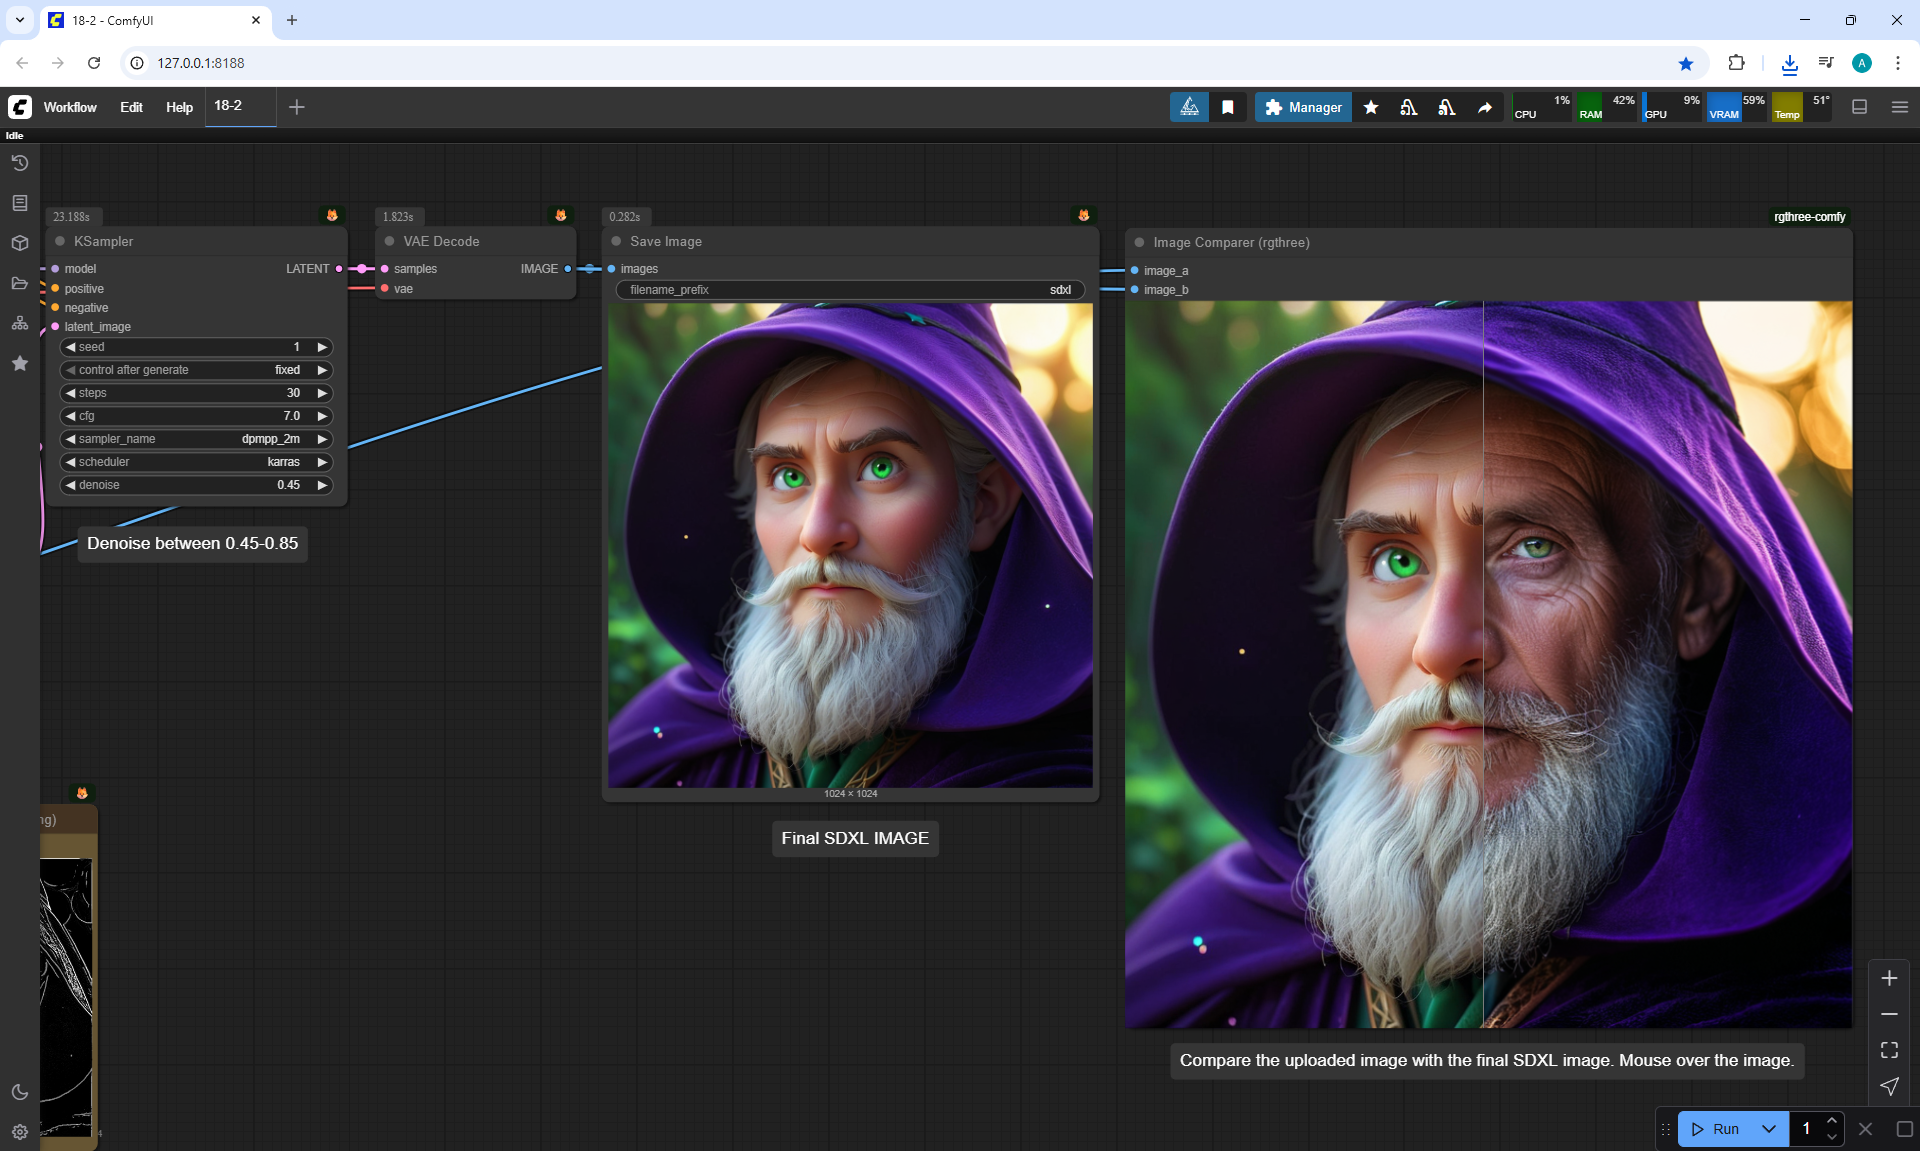 18-2 - ComfyUI
127.0.0.1:8188
A
Workflow Edit Help 18-2
Manager
CPU 1% RAM 42% GPU 9% VRAM 59% Temp 51°
Idle
23.188s
KSampler
model LATENT
positive
negative
latent_image
seed 1
control after generate fixed
steps 30
cfg 7.0
sampler_name dpmpp_2m
scheduler karras
denoise 0.45
Denoise between 0.45-0.85
1.823s
VAE Decode
samples IMAGE
vae
0.282s
Save Image
images
filename_prefix sdxl
1024 × 1024
Final SDXL IMAGE
rgthree-comfy
Image Comparer (rgthree)
image_a
image_b
Compare the uploaded image with the final SDXL image. Mouse over the image.
ng)
4
Run 1